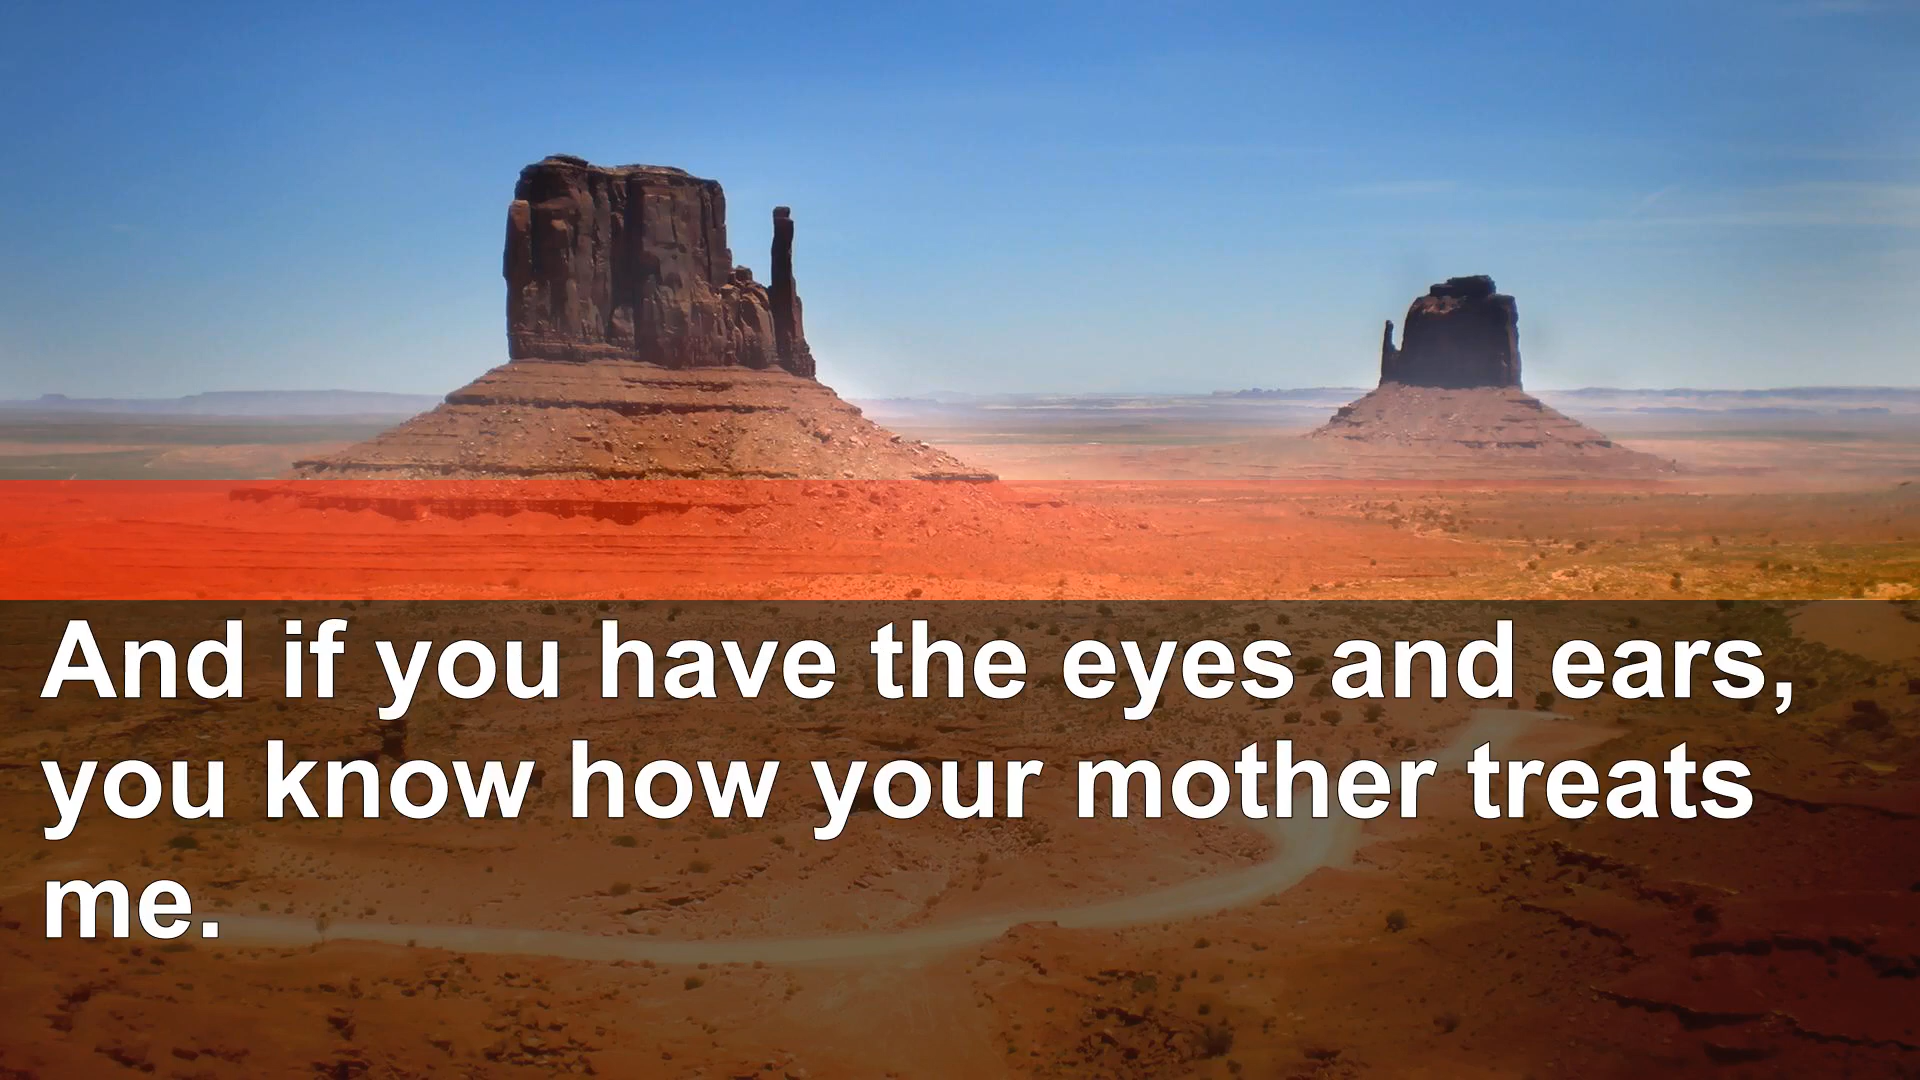 And if you have the eyes and ears,
you know how your mother treats
me.